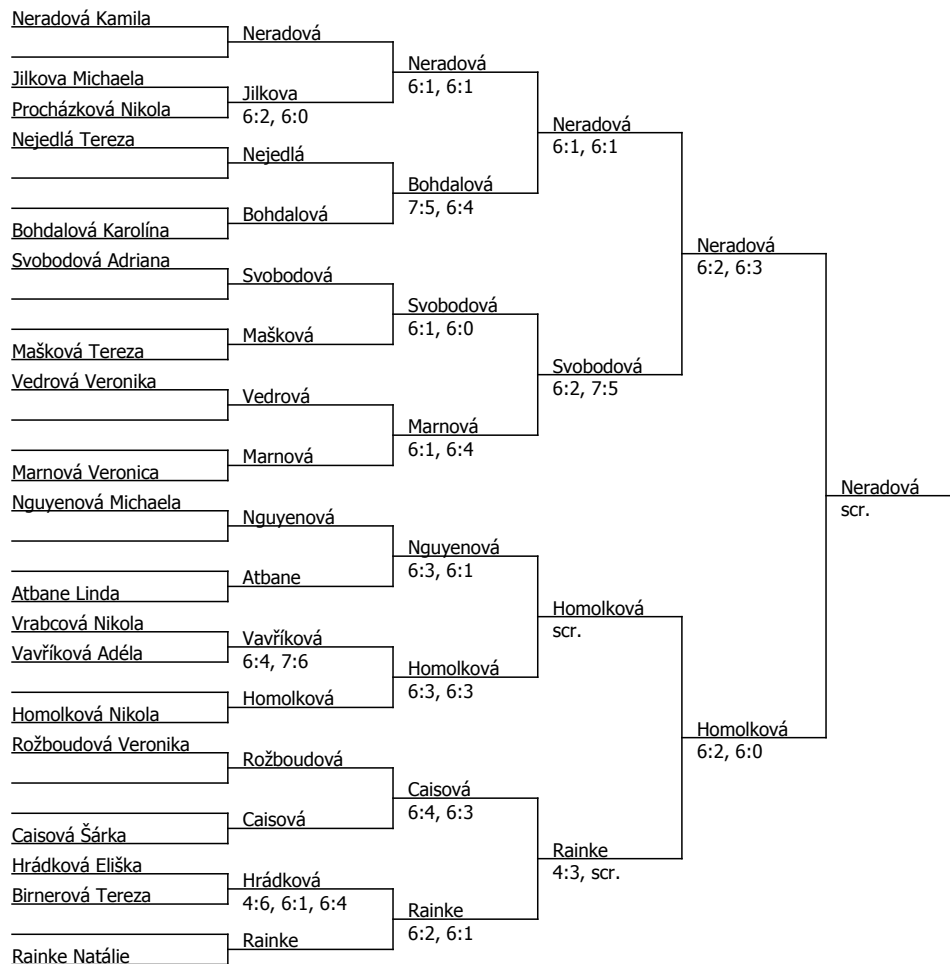 Neradová Kamila
Jilkova Michaela
Procházková Nikola
Nejedlá Tereza
Bohdalová Karolína
Svobodová Adriana
Mašková Tereza
Vedrová Veronika
Marnová Veronica
Nguyenová Michaela
Atbane Linda
Vrabcová Nikola
Vavříková Adéla
Homolková Nikola
Rožboudová Veronika
Caisová Šárka
Hrádková Eliška
Birnerová Tereza
Rainke Natálie
Neradová
Jilkova
6:2, 6:0
Nejedlá
Bohdalová
Svobodová
Mašková
Vedrová
Marnová
Nguyenová
Atbane
Vavříková
6:4, 7:6
Homolková
Rožboudová
Caisová
Hrádková
4:6, 6:1, 6:4
Rainke
Neradová
6:1, 6:1
Bohdalová
7:5, 6:4
Svobodová
6:1, 6:0
Marnová
6:1, 6:4
Nguyenová
6:3, 6:1
Homolková
6:3, 6:3
Caisová
6:4, 6:3
Rainke
6:2, 6:1
Neradová
6:1, 6:1
Svobodová
6:2, 7:5
Homolková
scr.
Rainke
4:3, scr.
Neradová
6:2, 6:3
Homolková
6:2, 6:0
Neradová
scr.